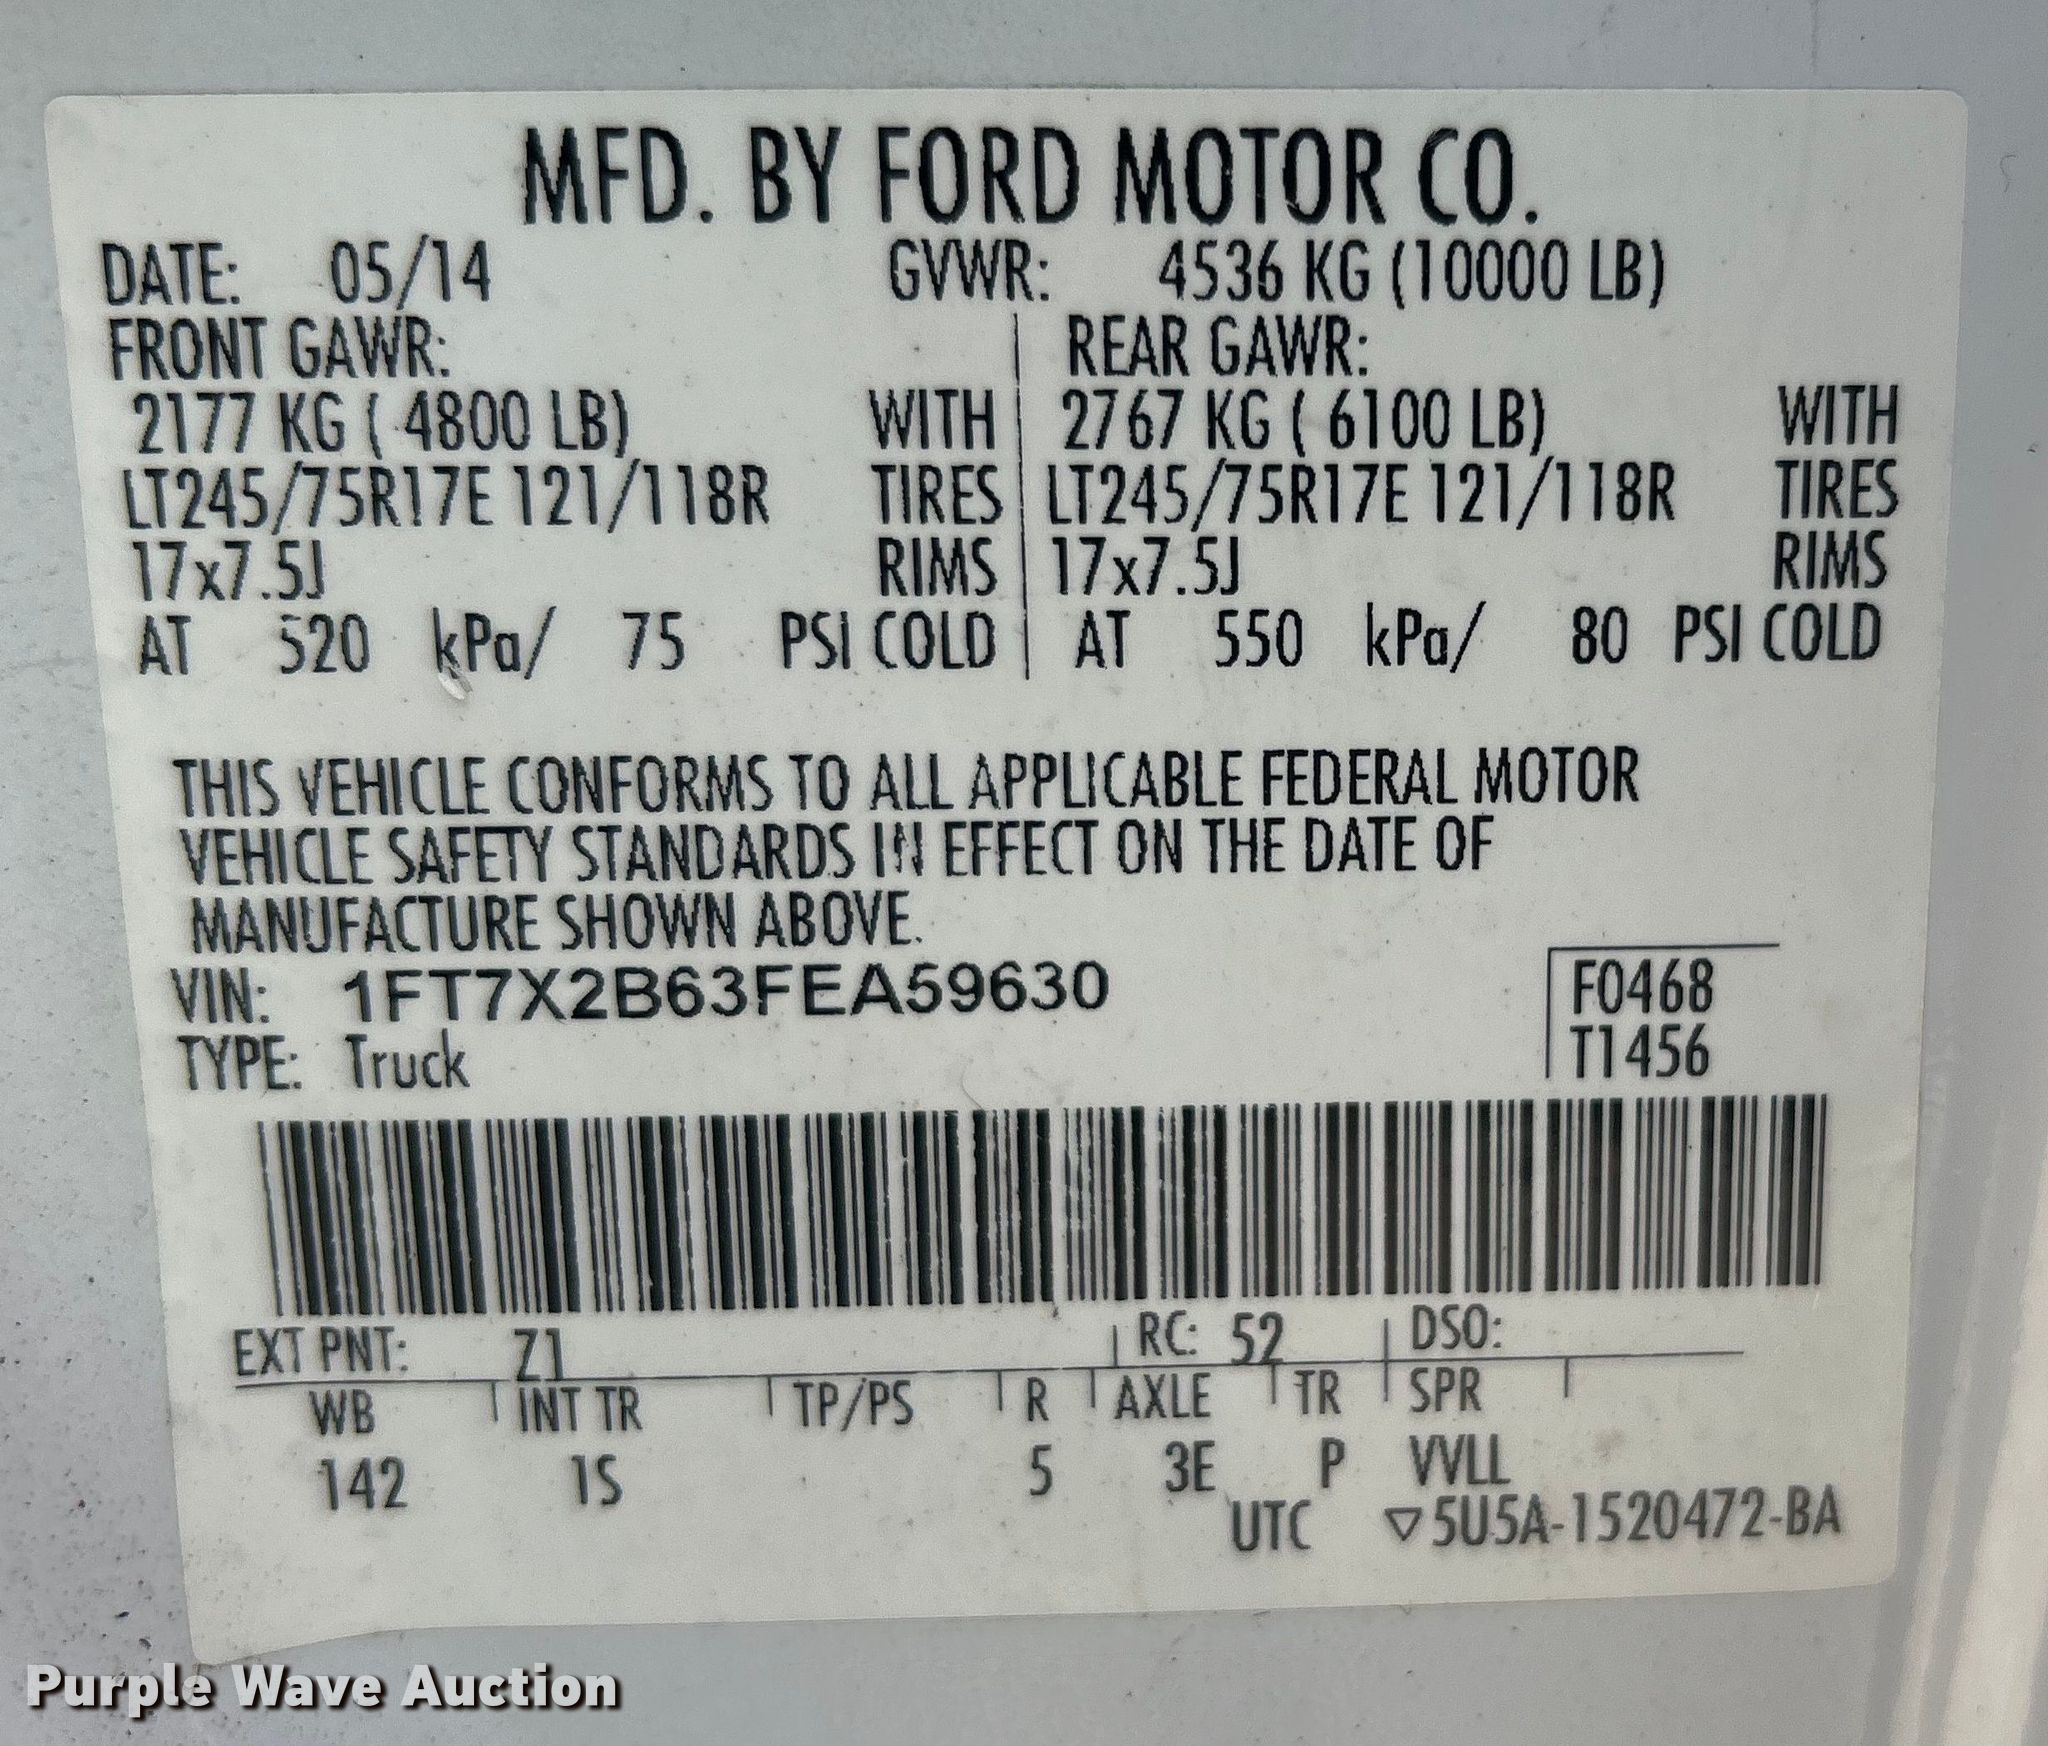 MFD. BY FORD MOTOR CO.
DATE: 05/14 GVWR: 4536 KG (10000 LB)
FRONT GAWR: REAR GAWR:
2177 KG ( 4800 LB) WITH 2767 KG ( 6100 LB) WITH
LT245/75R17E 121/118R TIRES LT245/75R17E 121/118R TIRES
17x7.5J RIMS 17x7.5J RIMS
AT 520 kPa/ 75 PSI COLD AT 550 kPa/ 80 PSI COLD
THIS VEHICLE CONFORMS TO ALL APPLICABLE FEDERAL MOTOR
VEHICLE SAFETY STANDARDS IN EFFECT ON THE DATE OF
MANUFACTURE SHOWN ABOVE.
VIN: 1FT7X2B63FEA59630 F0468
TYPE: Truck T1456
EXT PNT: Z1 RC: 52 DSO:
WB INT TR TP/PS R AXLE TR SPR
142 1S 5 3E P VVLL
UTC ▽5U5A-1520472-BA
Purple Wave Auction